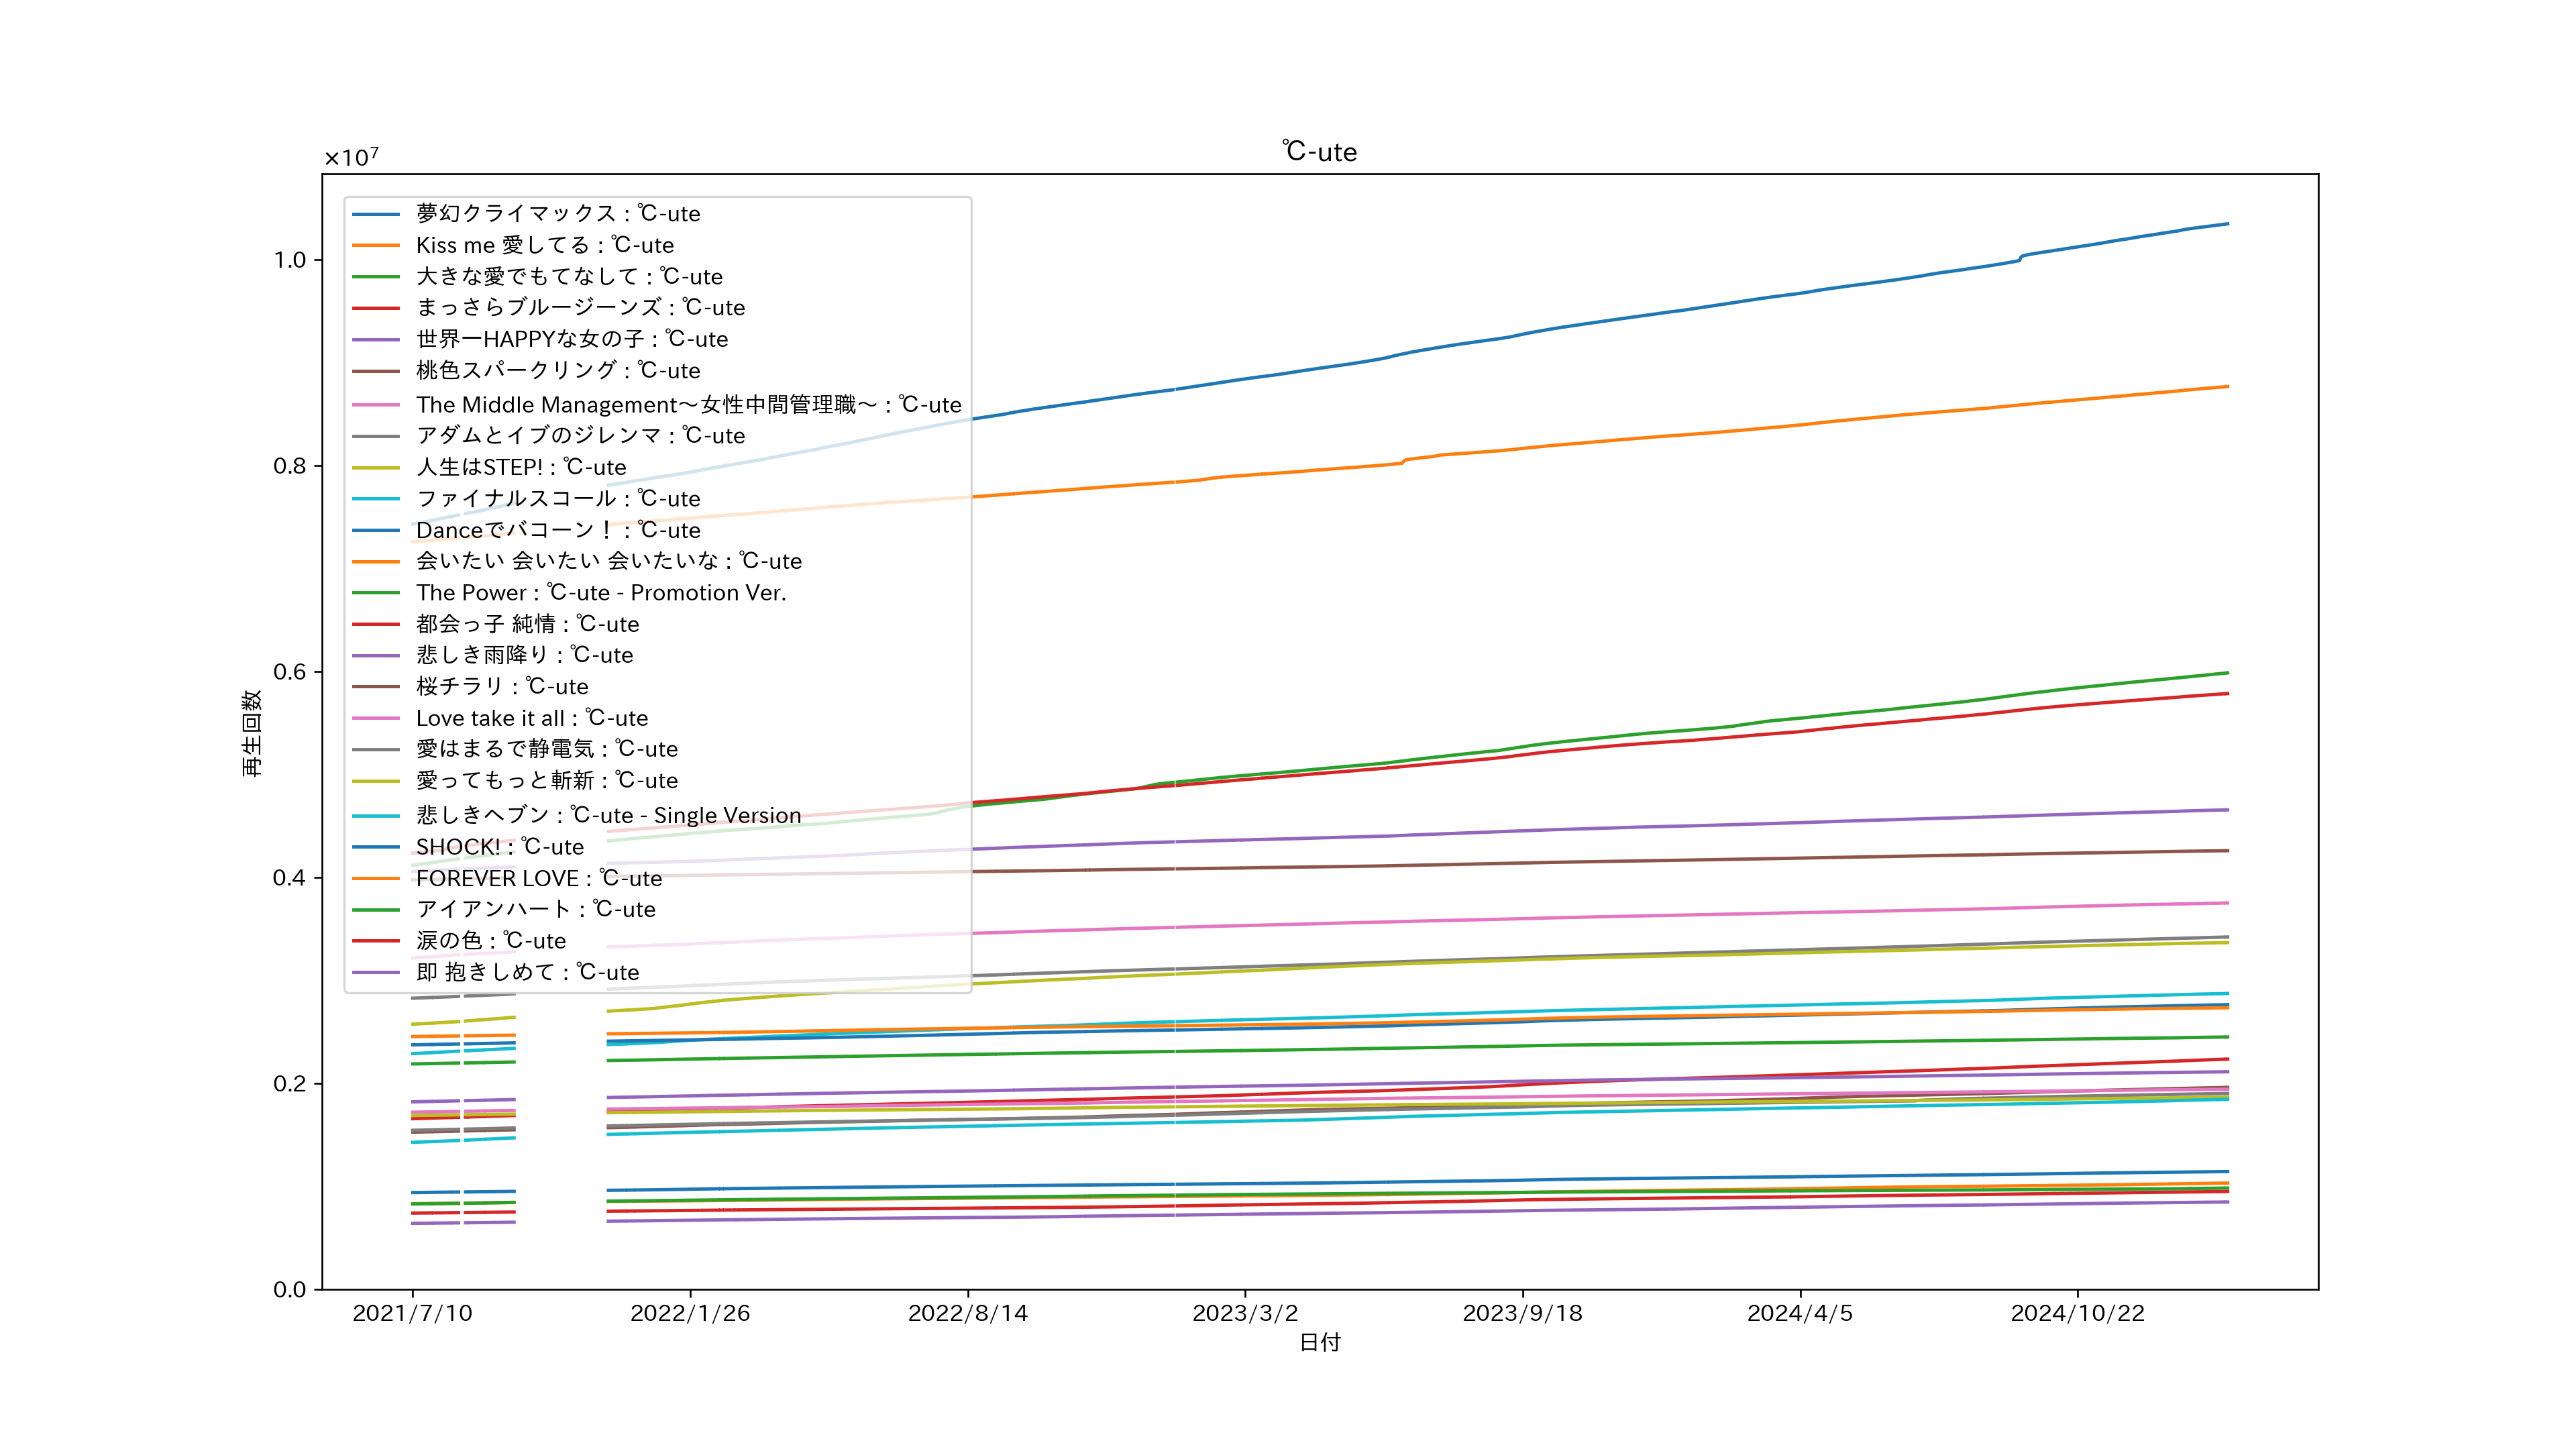 ℃-ute
×10⁷
1.0
0.8
0.6
0.4
0.2
0.0
再生回数
夢幻クライマックス : ℃-ute
Kiss me 愛してる : ℃-ute
大きな愛でもてなして : ℃-ute
まっさらブルージーンズ : ℃-ute
世界一HAPPYな女の子 : ℃-ute
桃色スパークリング : ℃-ute
The Middle Management〜女性中間管理職〜 : ℃-ute
アダムとイブのジレンマ : ℃-ute
人生はSTEP! : ℃-ute
ファイナルスコール : ℃-ute
Danceでバコーン！ : ℃-ute
会いたい 会いたい 会いたいな : ℃-ute
The Power : ℃-ute - Promotion Ver.
都会っ子 純情 : ℃-ute
悲しき雨降り : ℃-ute
桜チラリ : ℃-ute
Love take it all : ℃-ute
愛はまるで静電気 : ℃-ute
愛ってもっと斬新 : ℃-ute
悲しきヘブン : ℃-ute - Single Version
SHOCK! : ℃-ute
FOREVER LOVE : ℃-ute
アイアンハート : ℃-ute
涙の色 : ℃-ute
即 抱きしめて : ℃-ute
2021/7/10 2022/1/26 2022/8/14 2023/3/2 2023/9/18 2024/4/5 2024/10/22
日付